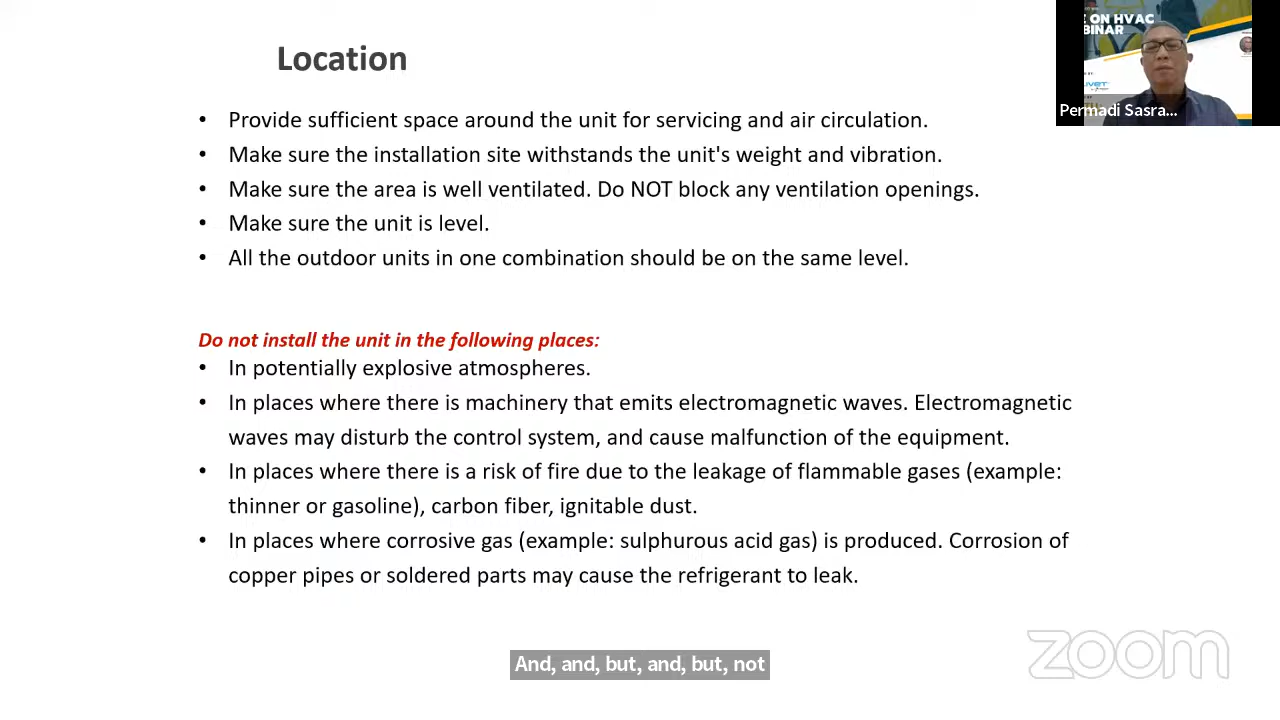 Location
• Provide sufficient space around the unit for servicing and air circulation.
• Make sure the installation site withstands the unit's weight and vibration.
• Make sure the area is well ventilated. Do NOT block any ventilation openings.
• Make sure the unit is level.
• All the outdoor units in one combination should be on the same level.
Do not install the unit in the following places:
• In potentially explosive atmospheres.
• In places where there is machinery that emits electromagnetic waves. Electromagnetic
waves may disturb the control system, and cause malfunction of the equipment.
• In places where there is a risk of fire due to the leakage of flammable gases (example:
thinner or gasoline), carbon fiber, ignitable dust.
• In places where corrosive gas (example: sulphurous acid gas) is produced. Corrosion of
copper pipes or soldered parts may cause the refrigerant to leak.
ON HVAC
BINAR
Permadi Sasra...
And, and, but, and, but, not
zoom